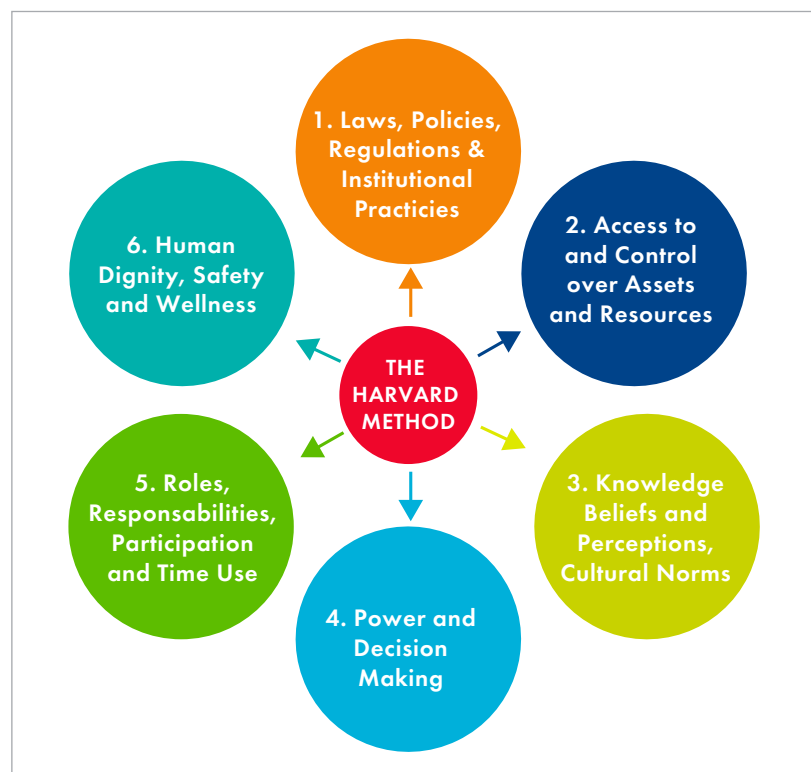 1. Laws, Policies,
Regulations &
Institutional
Practicies
2. Access to
and Control
over Assets
and Resources
3. Knowledge
Beliefs and
Perceptions,
Cultural Norms
4. Power and
Decision
Making
5. Roles,
Responsabilities,
Participation
and Time Use
6. Human
Dignity, Safety
and Wellness
THE
HARVARD
METHOD